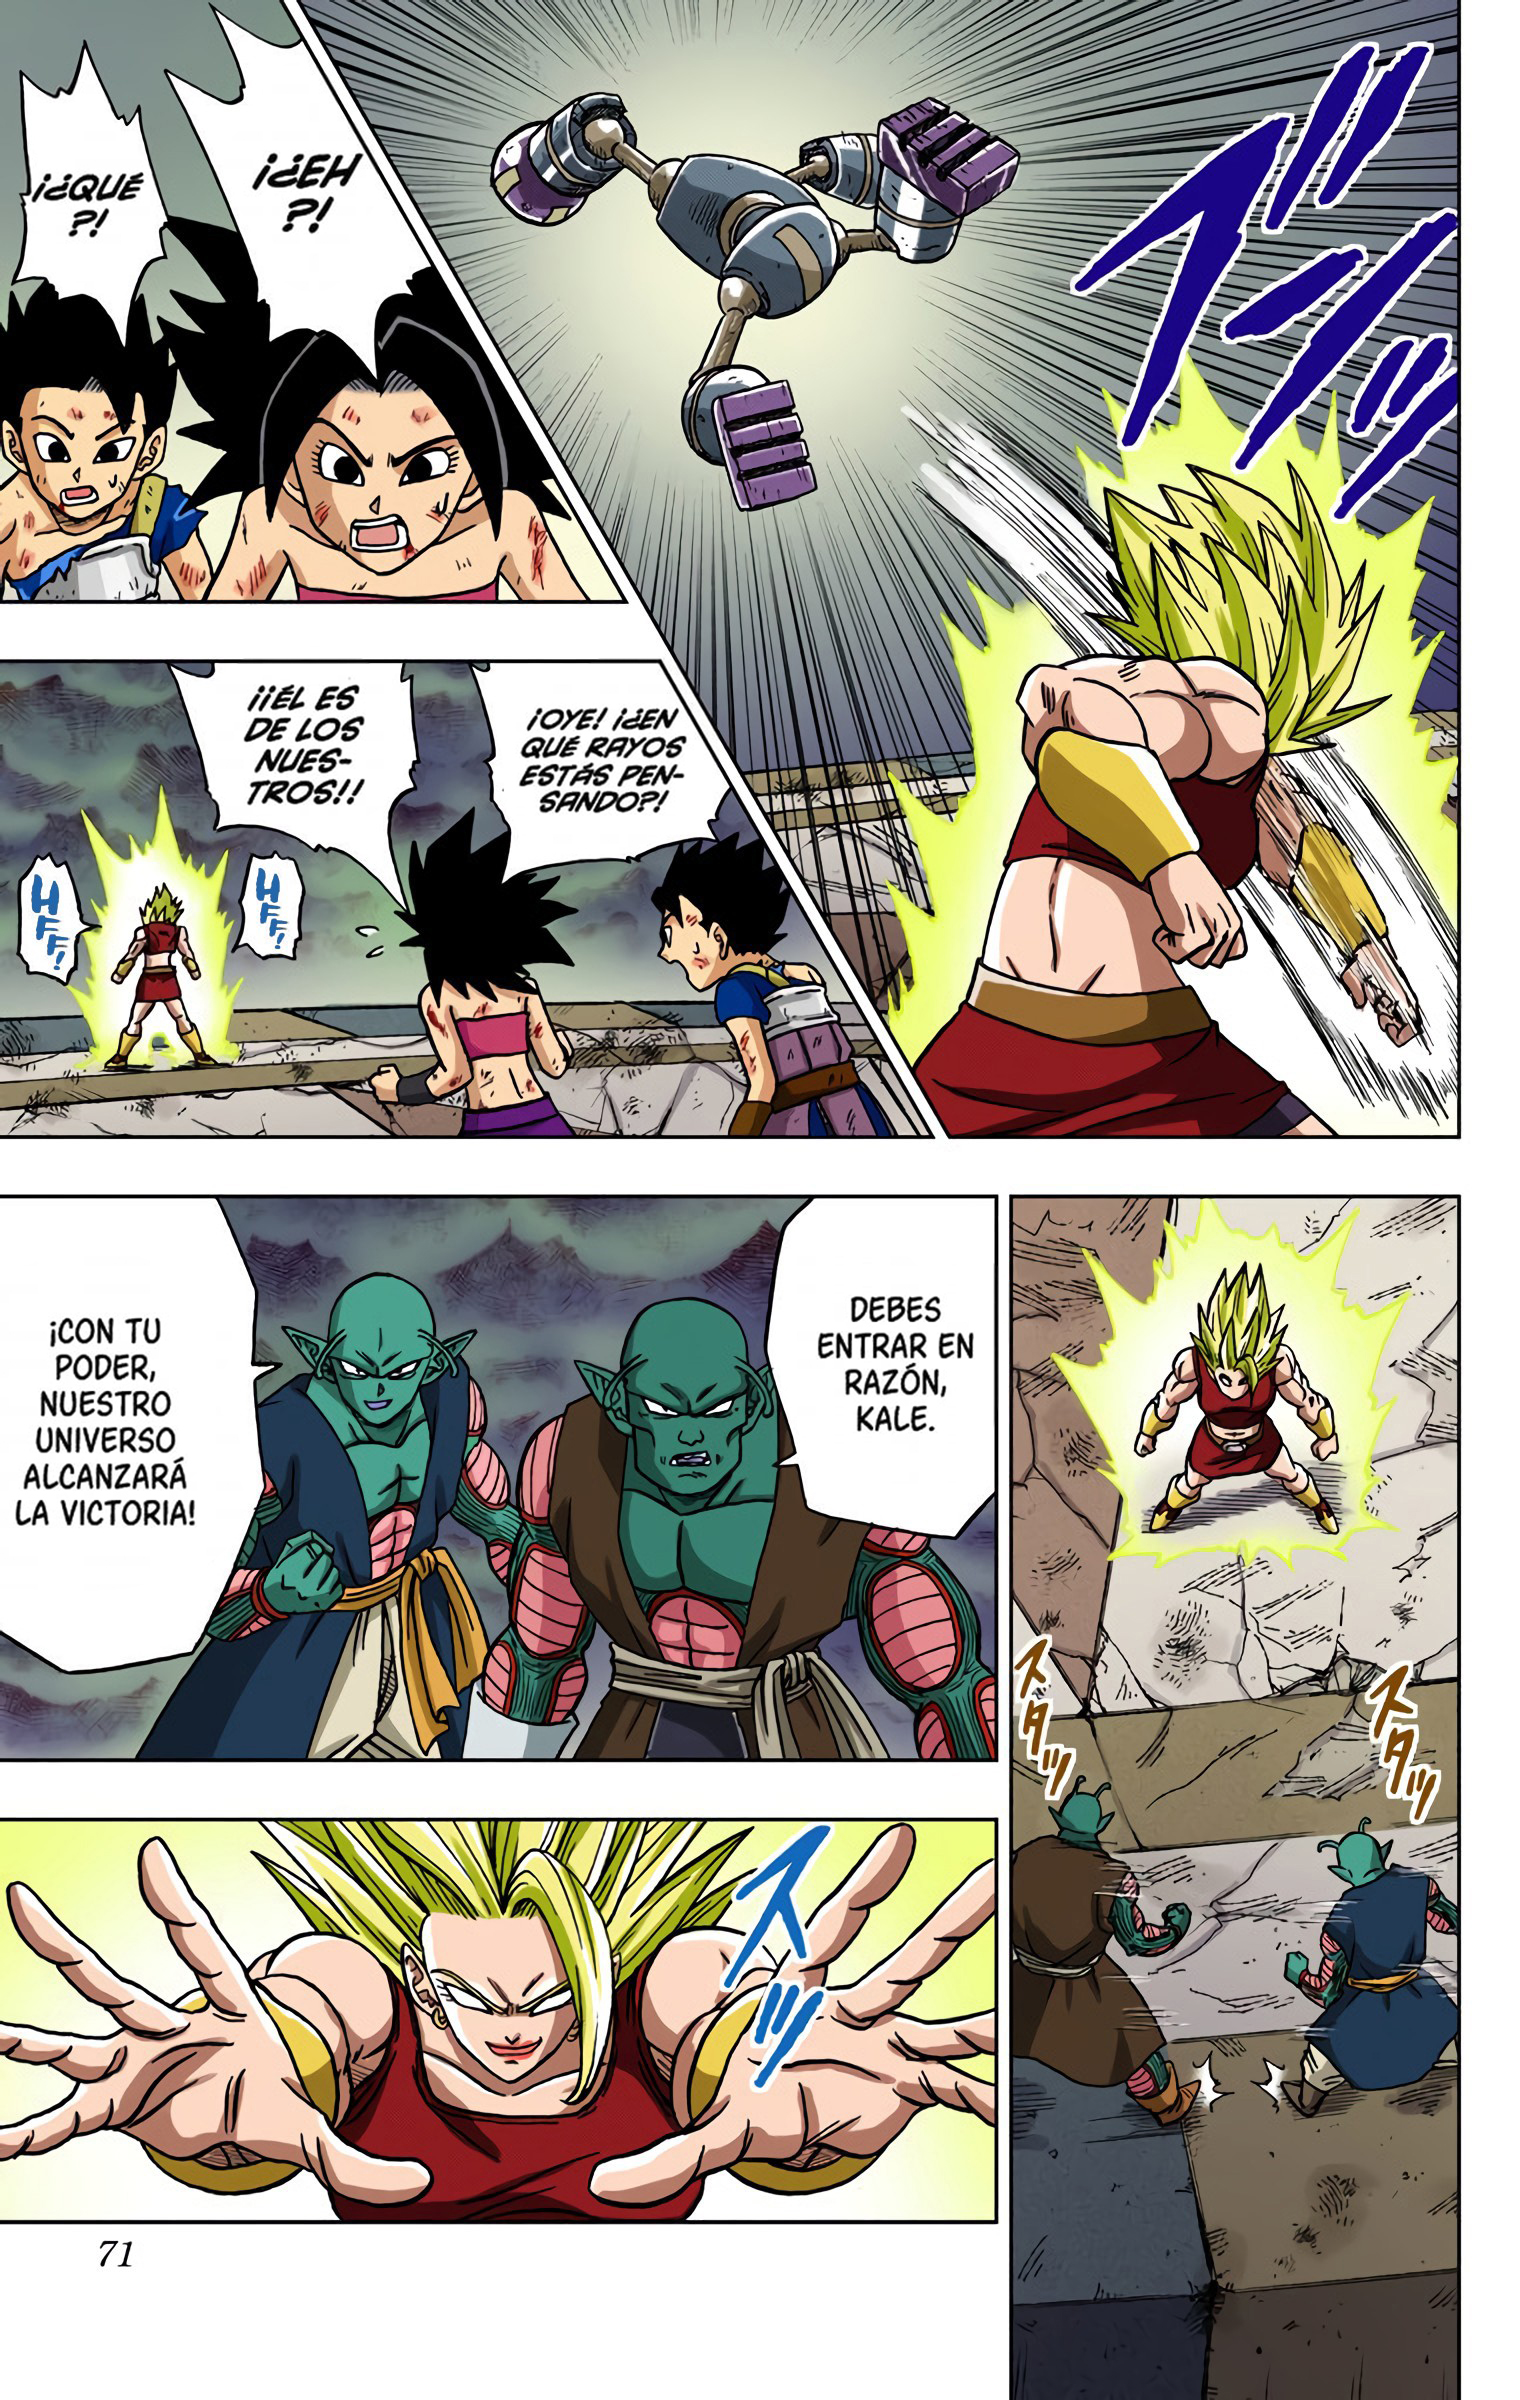 ブンッ
¡¿EH
?!
¡¿QUÉ
?!
¡OYE! ¡¿EN
QUÉ RAYOS
ESTÁS PEN-
SANDO?!
¡¡ÉL ES
DE LOS
NUES-
TROS!!
HFF!
HFF!
スタッ
スタッ
DEBES
ENTRAR EN
RAZÓN,
KALE.
¡CON TU
PODER,
NUESTRO
UNIVERSO
ALCANZARÁ
LA VICTORIA!
スッ
71